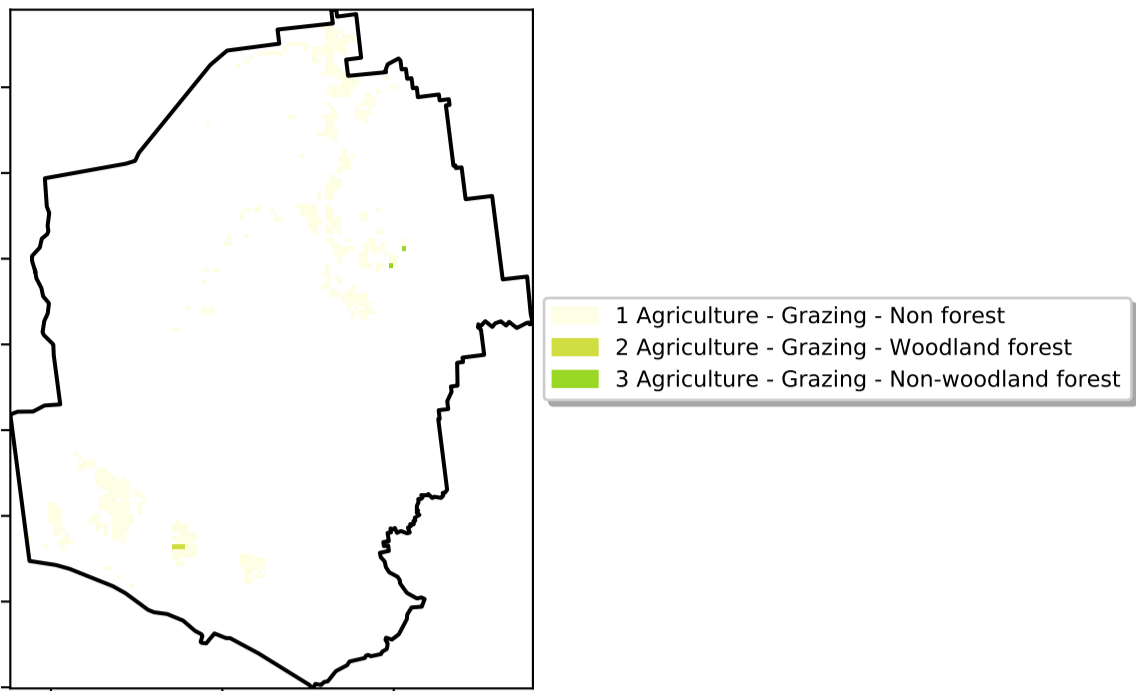 1 Agriculture - Grazing - Non forest
2 Agriculture - Grazing - Woodland forest
3 Agriculture - Grazing - Non-woodland forest